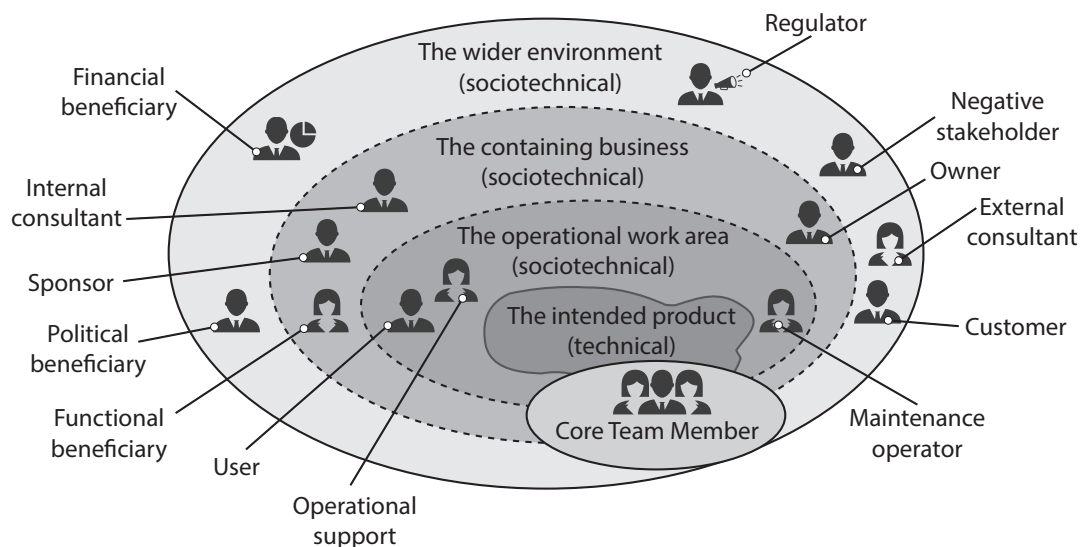 Regulator
The wider environment
(sociotechnical)
Financial
beneficiary
Negative
stakeholder
The containing business
(sociotechnical)
Owner
Internal
consultant
External
consultant
The operational work area
(sociotechnical)
Sponsor
The intended product
(technical)
Customer
Political
beneficiary
Functional
beneficiary
Core Team Member
Maintenance
operator
User
Operational
support